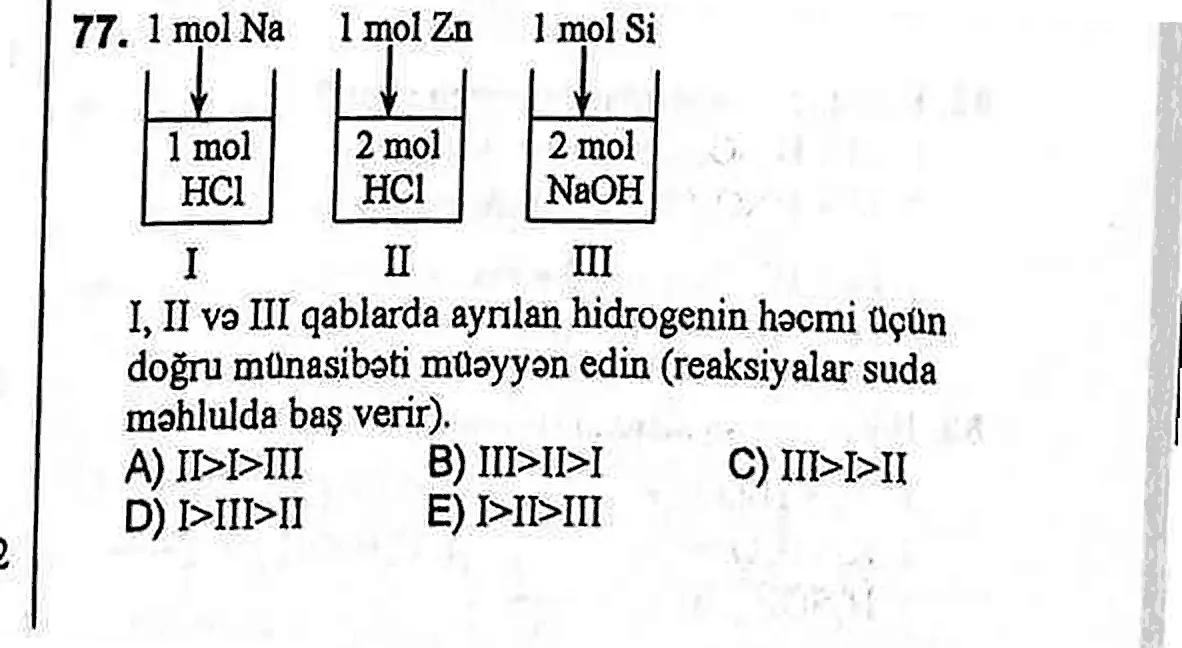 77. 1 mol Na 1 mol Zn 1 mol Si
1 mol 2 mol 2 mol
HCl HCl NaOH
I II III
I, II və III qablarda ayrılan hidrogenin həcmi üçün
doğru münasibəti müəyyən edin (reaksiyalar suda
məhlulda baş verir).
A) II>I>III B) III>II>I C) III>I>II
D) I>III>II E) I>II>III